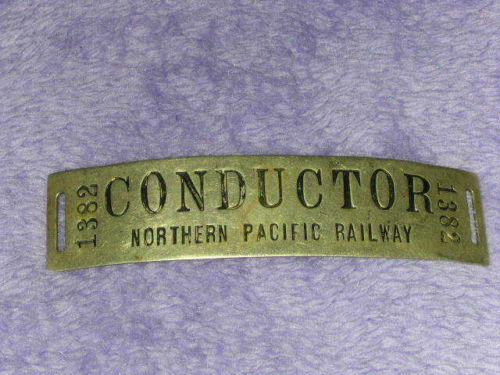 1382 CONDUCTOR 1382
NORTHERN PACIFIC RAILWAY